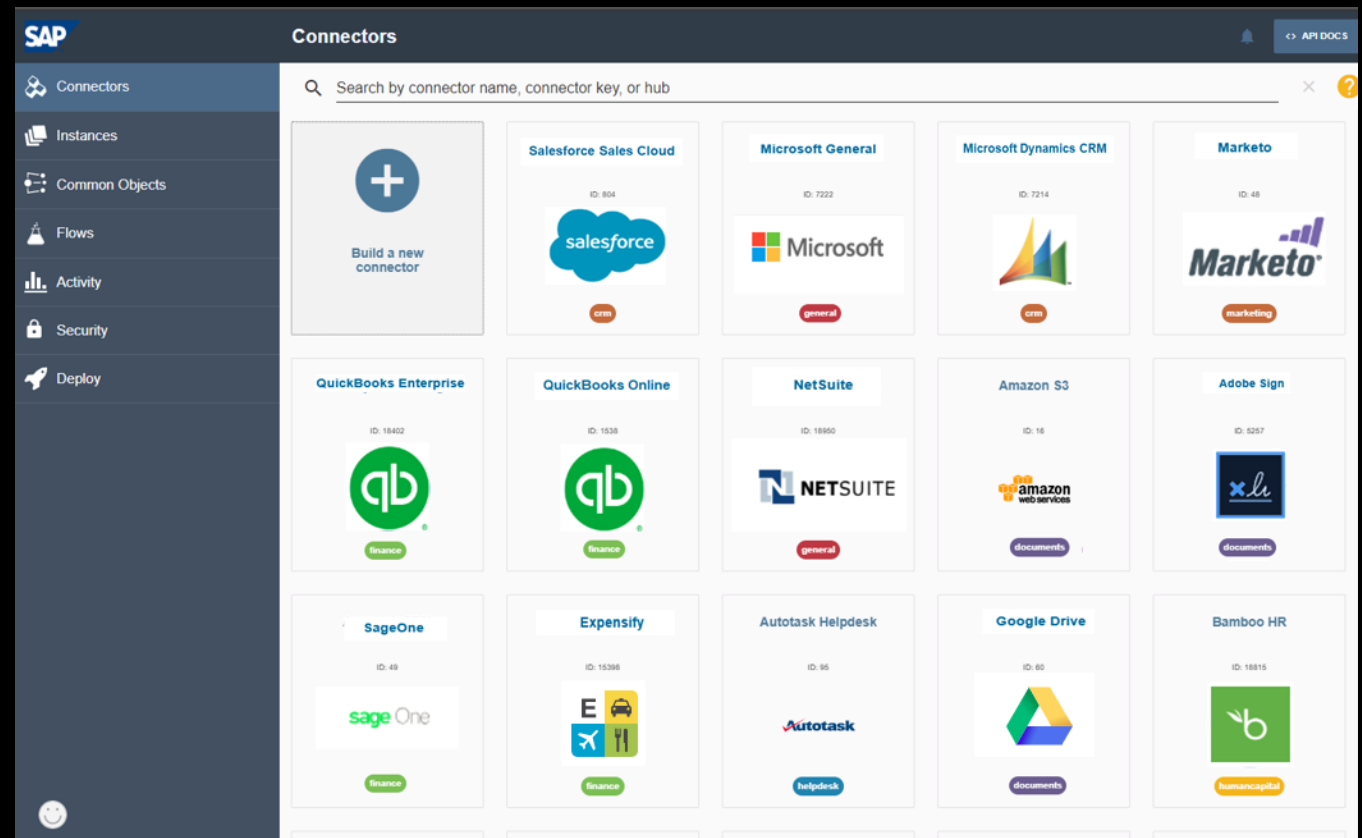 SAP
Connectors
<> API DOCS
Connectors
Instances
Common Objects
Flows
Activity
Security
Deploy
Search by connector name, connector key, or hub
?
Build a new
connector
Salesforce Sales Cloud
ID: 804
salesforce
crm
Microsoft General
ID: 7222
Microsoft
general
Microsoft Dynamics CRM
ID: 7214
crm
Marketo
ID: 48
Marketo
marketing
QuickBooks Enterprise
ID: 18402
qb
finance
QuickBooks Online
ID: 1538
qb
finance
NetSuite
ID: 18950
N NETSUITE
general
Amazon S3
ID: 16
amazon
web services
documents
Adobe Sign
ID: 5257
documents
SageOne
ID: 49
sage One
finance
Expensify
ID: 15398
E
finance
Autotask Helpdesk
ID: 95
Autotask
helpdesk
Google Drive
ID: 60
documents
Bamboo HR
ID: 18815
b
humancapital